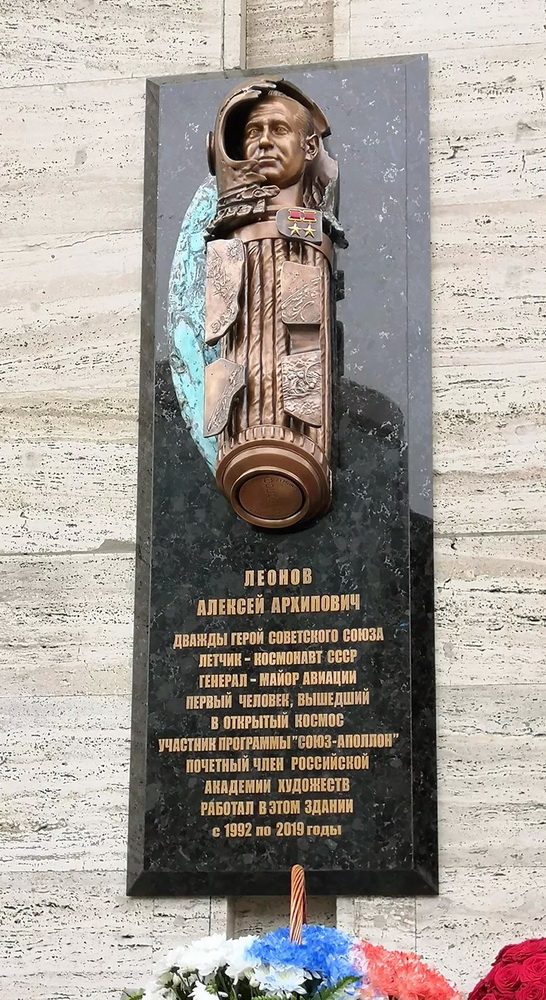 ЛЕОНОВ
АЛЕКСЕЙ АРХИПОВИЧ
ДВАЖДЫ ГЕРОЙ СОВЕТСКОГО СОЮЗА
ЛЕТЧИК - КОСМОНАВТ СССР
ГЕНЕРАЛ - МАЙОР АВИАЦИИ
ПЕРВЫЙ ЧЕЛОВЕК, ВЫШЕДШИЙ
В ОТКРЫТЫЙ КОСМОС
УЧАСТНИК ПРОГРАММЫ "СОЮЗ-АПОЛЛОН"
ПОЧЕТНЫЙ ЧЛЕН РОССИЙСКОЙ
АКАДЕМИИ ХУДОЖЕСТВ
РАБОТАЛ В ЭТОМ ЗДАНИИ
с 1992 по 2019 годы